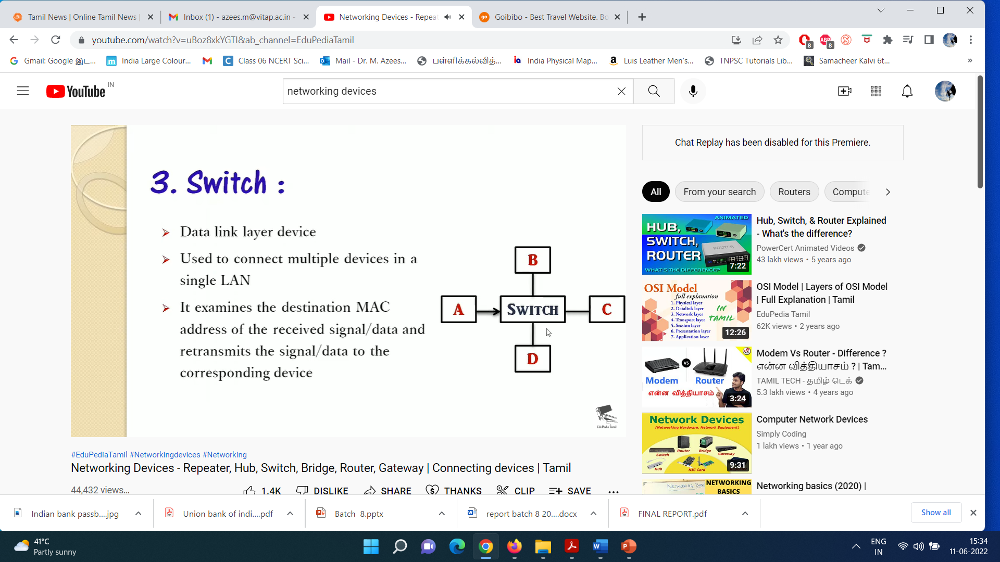 Tamil News | Online Tamil News |
Inbox (1) - azees.m@vitap.ac.in -
Networking Devices - Repeat
Goibibo - Best Travel Website. Bo
youtube.com/watch?v=uBoz8xkYGTI&ab_channel=EduPediaTamil
8
ABP
8
Gmail: Google இட...
India Large Colour...
Class 06 NCERT Sci...
Mail - Dr. M. Azees...
பள்ளிக்கல்வித்...
India Physical Map...
Luis Leather Men's...
TNPSC Tutorials Lib...
Samacheer Kalvi 6t...
»
YouTube IN
networking devices
3. Switch :
Data link layer device
Used to connect multiple devices in a
single LAN
It examines the destination MAC
address of the received signal/data and
retransmits the signal/data to the
corresponding device
B
A
SWITCH
C
D
EduPedia Tamil
Chat Replay has been disabled for this Premiere.
All
From your search
Routers
Compute
ANIMATED
HUB,
SWITCH,
ROUTER
ROUTER
WHAT'S THE DIFFERENCE?
7:22
Hub, Switch, & Router Explained
- What's the difference?
PowerCert Animated Videos
43 lakh views • 5 years ago
OSI Model
full explanation
1. Physical layer
2. Datalink layer
3. Network layer
4. Transport layer
5. Session layer
6. Presentation layer
7. Application layer
IN
TAMIL
12:26
OSI Model | Layers of OSI Model
| Full Explanation | Tamil
EduPedia Tamil
62K views • 2 years ago
VS
Modem
Router
என்ன வித்தியாசம்
3:24
Modem Vs Router - Difference ?
என்ன வித்தியாசம் ? | Tam...
TAMIL TECH - தமிழ் டெக்
5.3 lakh views • 4 years ago
Network Devices
(Networking Hardware, Network Equipment)
Router
Bridge
Switch
Gateway
Hub
NIC Card
9:31
Computer Network Devices
Simply Coding
1 lakh views • 1 year ago
NETWORKING
BASICS
Networking basics (2020) |
#EduPediaTamil #Networkingdevices #Networking
Networking Devices - Repeater, Hub, Switch, Bridge, Router, Gateway | Connecting devices | Tamil
44,432 views...
1.4K
DISLIKE
SHARE
THANKS
CLIP
SAVE
...
Indian bank passb....jpg
Union bank of indi....pdf
Batch 8.pptx
report batch 8 20....docx
FINAL REPORT.pdf
Show all
41°C
Partly sunny
ENG
IN
15:34
11-06-2022